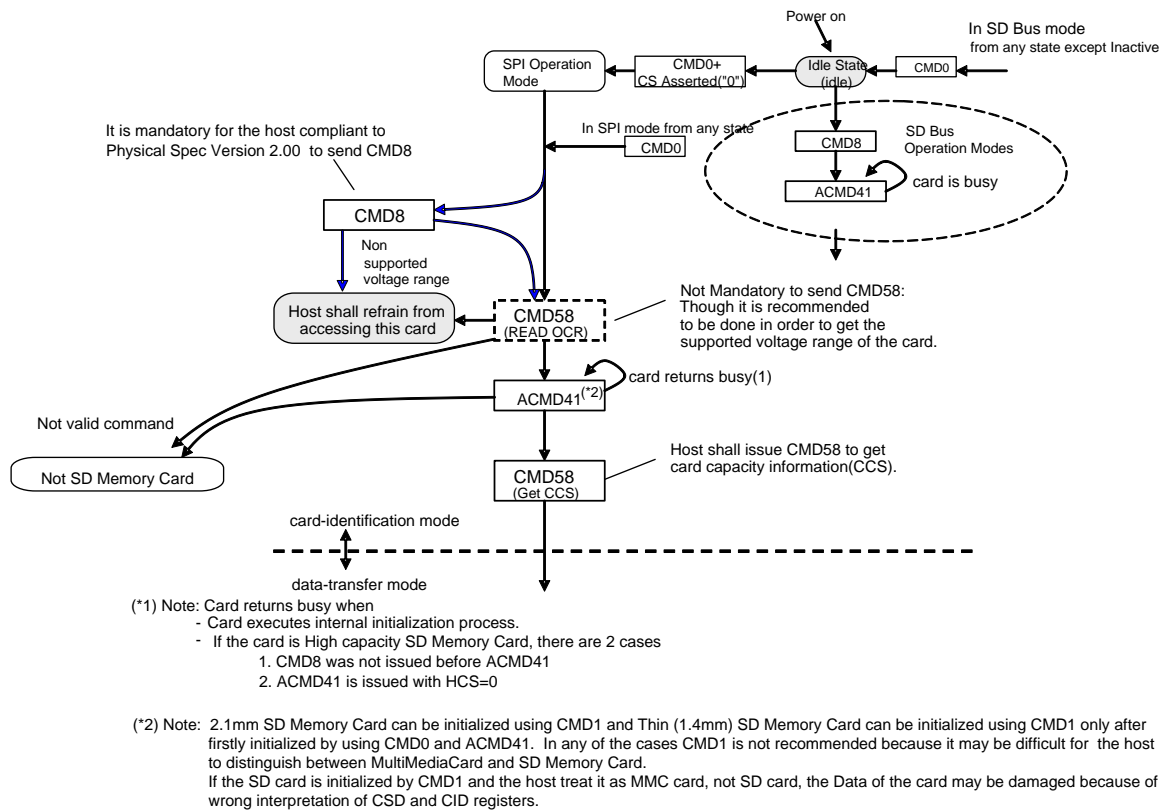 Power on
In SD Bus mode
from any state except Inactive
SPI Operation
Mode
CMD0+
CS Asserted("0")
Idle State
(idle)
CMD0
It is mandatory for the host compliant to
Physical Spec Version 2.00 to send CMD8
In SPI mode from any state
CMD0
SD Bus
Operation Modes
CMD8
ACMD41
card is busy
CMD8
Non
supported
voltage range
Host shall refrain from
accessing this card
CMD58
(READ OCR)
Not Mandatory to send CMD58:
Though it is recommended
to be done in order to get the
supported voltage range of the card.
card returns busy(1)
ACMD41(*2)
Not valid command
Not SD Memory Card
CMD58
(Get CCS)
Host shall issue CMD58 to get
card capacity information(CCS).
card-identification mode
data-transfer mode
(*1) Note: Card returns busy when
- Card executes internal initialization process.
- If the card is High capacity SD Memory Card, there are 2 cases
1. CMD8 was not issued before ACMD41
2. ACMD41 is issued with HCS=0
(*2) Note: 2.1mm SD Memory Card can be initialized using CMD1 and Thin (1.4mm) SD Memory Card can be initialized using CMD1 only after
firstly initialized by using CMD0 and ACMD41. In any of the cases CMD1 is not recommended because it may be difficult for the host
to distinguish between MultiMediaCard and SD Memory Card.
If the SD card is initialized by CMD1 and the host treat it as MMC card, not SD card, the Data of the card may be damaged because of
wrong interpretation of CSD and CID registers.